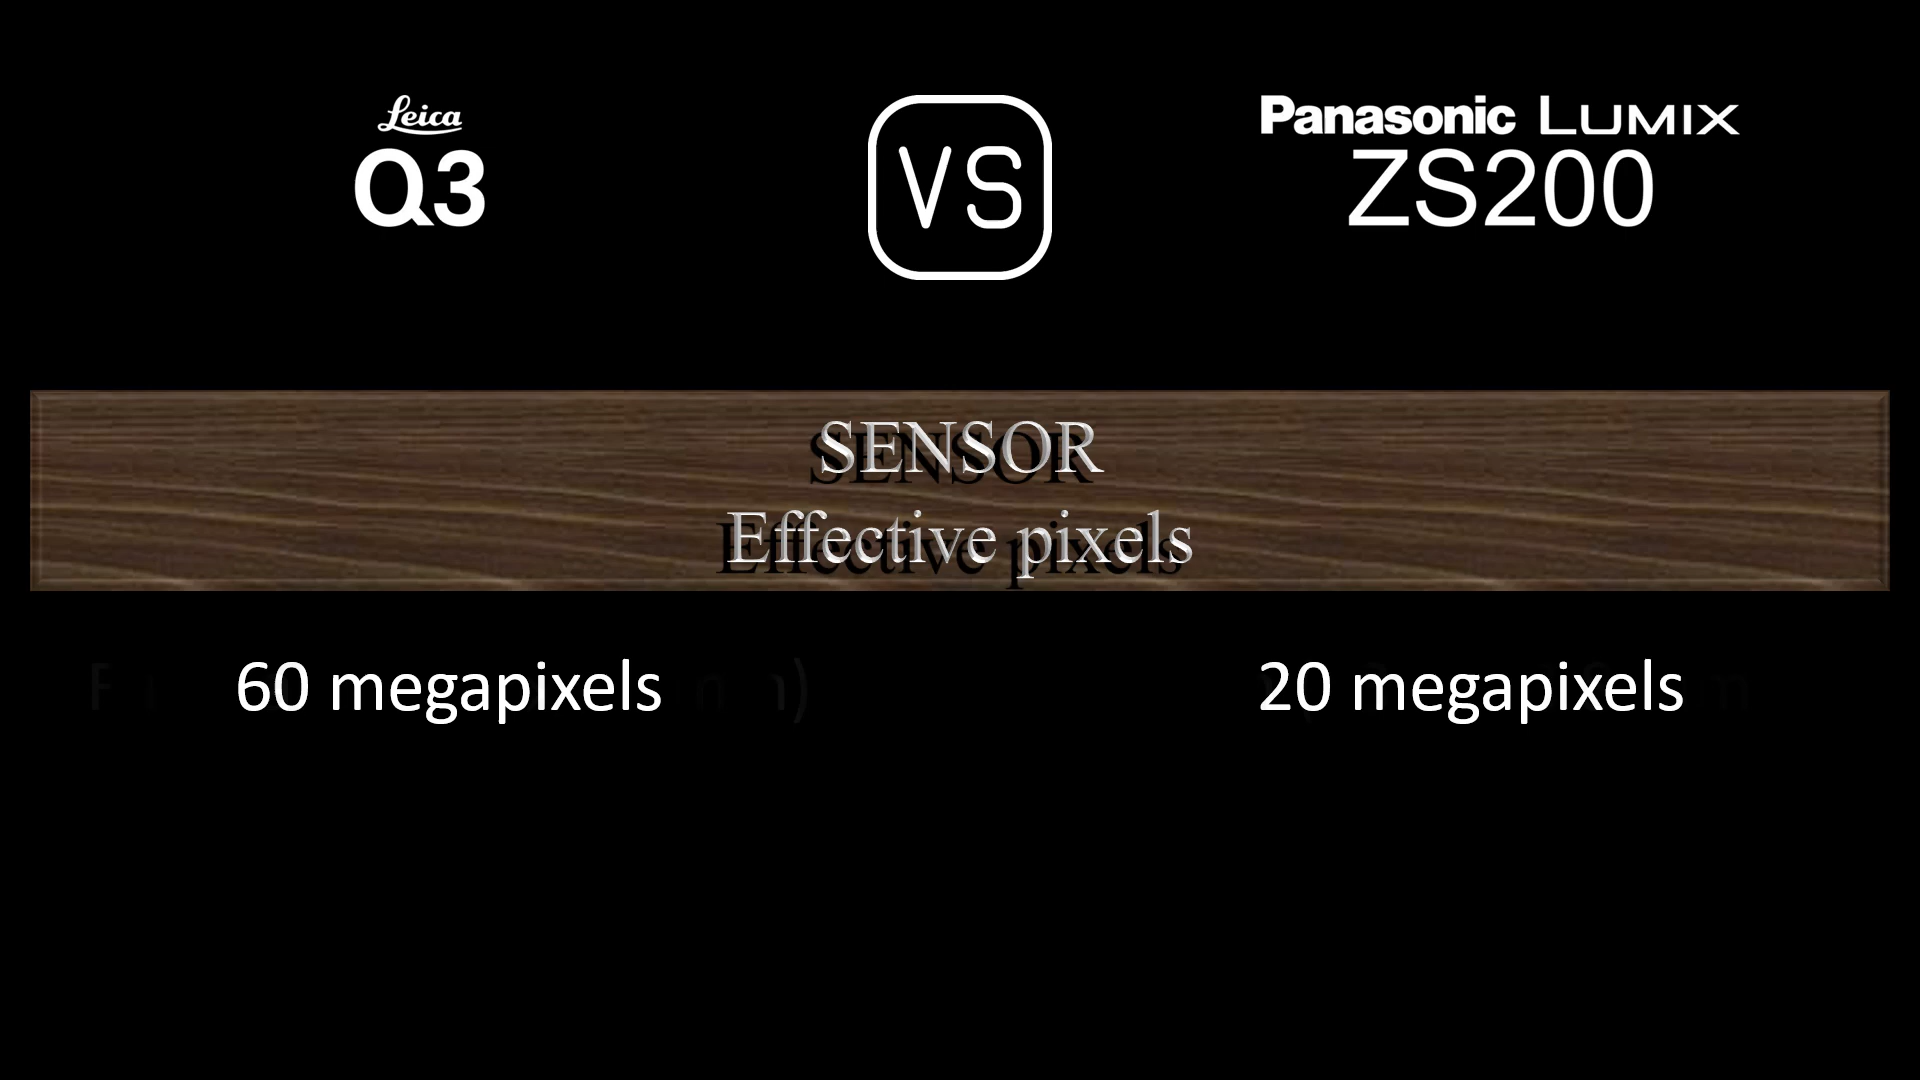 Leica
Q3
VS
Panasonic LUMIX
ZS200
SENSOR
Effective pixels
60 megapixels
20 megapixels